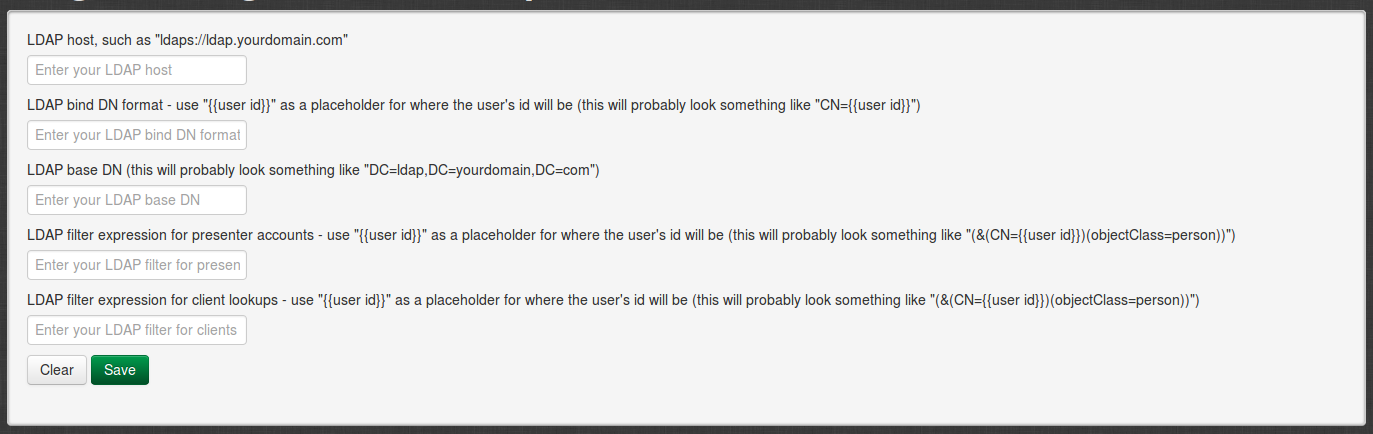 LDAP host, such as "ldaps://ldap.yourdomain.com"
Enter your LDAP host
LDAP bind DN format - use "{{user id}}" as a placeholder for where the user's id will be (this will probably look something like "CN={{user id}}")
Enter your LDAP bind DN format
LDAP base DN (this will probably look something like "DC=ldap,DC=yourdomain,DC=com")
Enter your LDAP base DN
LDAP filter expression for presenter accounts - use "{{user id}}" as a placeholder for where the user's id will be (this will probably look something like "(&(CN={{user id}})(objectClass=person))")
Enter your LDAP filter for presen
LDAP filter expression for client lookups - use "{{user id}}" as a placeholder for where the user's id will be (this will probably look something like "(&(CN={{user id}})(objectClass=person))")
Enter your LDAP filter for clients
Clear Save